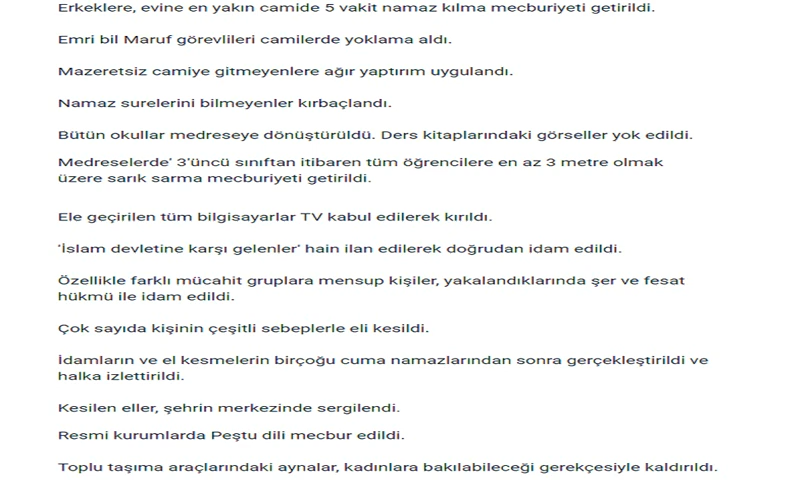 Erkeklere, evine en yakın camide 5 vakit namaz kılma mecburiyeti getirildi.
Emri bil Maruf görevlileri camilerde yoklama aldı.
Mazeretsiz camiye gitmeyenlere ağır yaptırım uygulandı.
Namaz surelerini bilmeyenler kırbaçlandı.
Bütün okullar medreseye dönüştürüldü. Ders kitaplarındaki görseller yok edildi.
Medreselerde' 3'üncü sınıftan itibaren tüm öğrencilere en az 3 metre olmak
üzere sarık sarma mecburiyeti getirildi.
Ele geçirilen tüm bilgisayarlar TV kabul edilerek kırıldı.
'İslam devletine karşı gelenler' hain ilan edilerek doğrudan idam edildi.
Özellikle farklı mücahit gruplara mensup kişiler, yakalandıklarında şer ve fesat
hükmü ile idam edildi.
Çok sayıda kişinin çeşitli sebeplerle eli kesildi.
İdamların ve el kesmelerin birçoğu cuma namazlarından sonra gerçekleştirildi ve
halka izlettirildi.
Kesilen eller, şehrin merkezinde sergilendi.
Resmi kurumlarda Peştu dili mecbur edildi.
Toplu taşıma araçlarındaki aynalar, kadınlara bakılabileceği gerekçesiyle kaldırıldı.